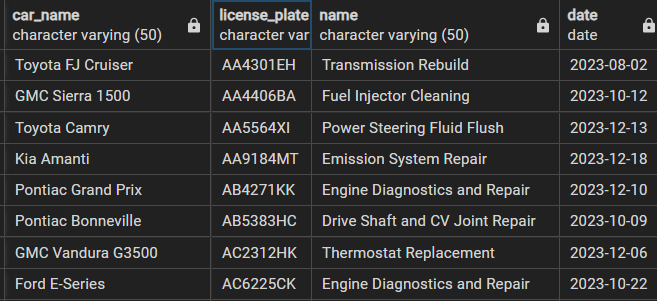 car_name license_plate name date
character varying (50) character var character varying (50) date
Toyota FJ Cruiser AA4301EH Transmission Rebuild 2023-08-02
GMC Sierra 1500 AA4406BA Fuel Injector Cleaning 2023-10-12
Toyota Camry AA5564XI Power Steering Fluid Flush 2023-12-13
Kia Amanti AA9184MT Emission System Repair 2023-12-18
Pontiac Grand Prix AB4271KK Engine Diagnostics and Repair 2023-12-10
Pontiac Bonneville AB5383HC Drive Shaft and CV Joint Repair 2023-10-09
GMC Vandura G3500 AC2312HK Thermostat Replacement 2023-12-06
Ford E-Series AC6225CK Engine Diagnostics and Repair 2023-10-22